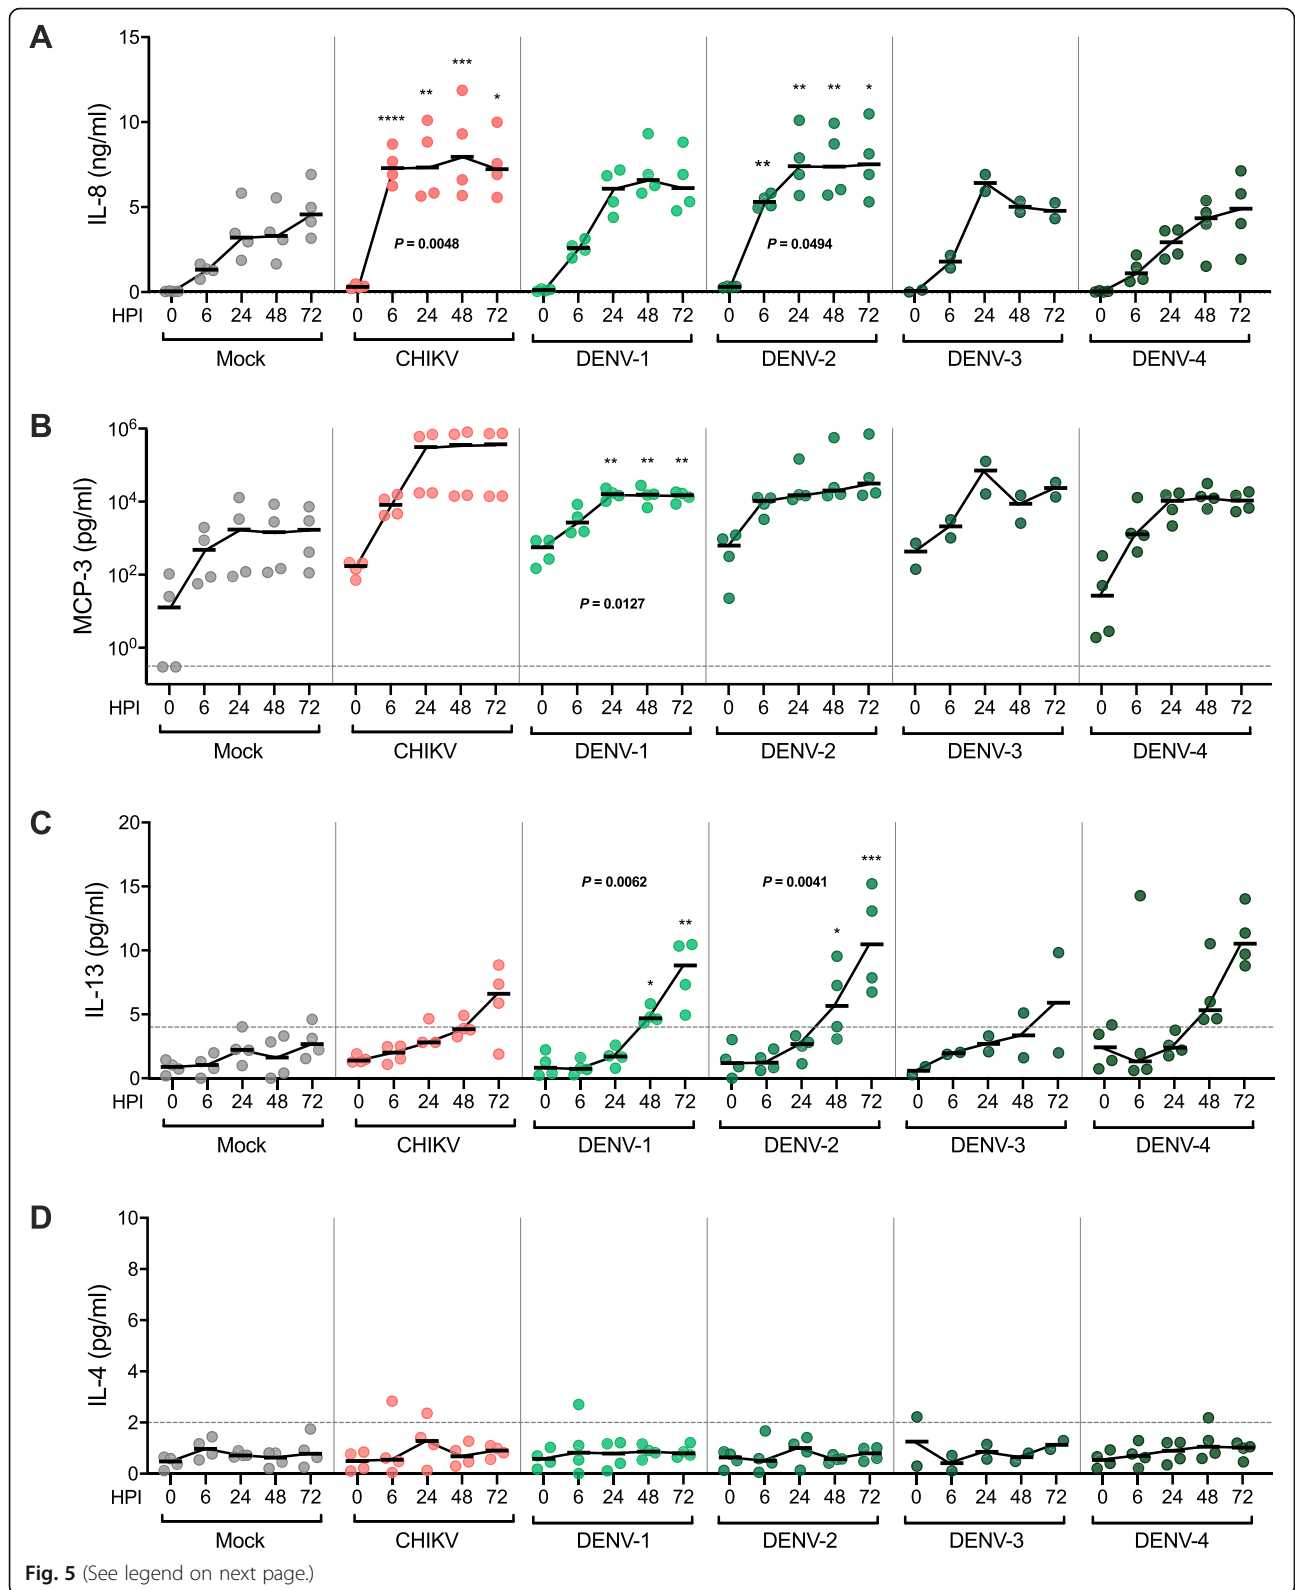 A
15
10
5
0
IL-8 (ng/ml)
**** ** *** *
** ** ** *
P = 0.0048
P = 0.0494
HPI 0 6 24 48 72 0 6 24 48 72 0 6 24 48 72 0 6 24 48 72 0 6 24 48 72 0 6 24 48 72
Mock CHIKV DENV-1 DENV-2 DENV-3 DENV-4
B
10^6
10^4
10^2
10^0
MCP-3 (pg/ml)
** ** **
P = 0.0127
HPI 0 6 24 48 72 0 6 24 48 72 0 6 24 48 72 0 6 24 48 72 0 6 24 48 72 0 6 24 48 72
Mock CHIKV DENV-1 DENV-2 DENV-3 DENV-4
C
20
15
10
5
0
IL-13 (pg/ml)
P = 0.0062
P = 0.0041
* **
* ***
HPI 0 6 24 48 72 0 6 24 48 72 0 6 24 48 72 0 6 24 48 72 0 6 24 48 72 0 6 24 48 72
Mock CHIKV DENV-1 DENV-2 DENV-3 DENV-4
D
10
8
6
4
2
0
IL-4 (pg/ml)
HPI 0 6 24 48 72 0 6 24 48 72 0 6 24 48 72 0 6 24 48 72 0 6 24 48 72 0 6 24 48 72
Mock CHIKV DENV-1 DENV-2 DENV-3 DENV-4
Fig. 5 (See legend on next page.)